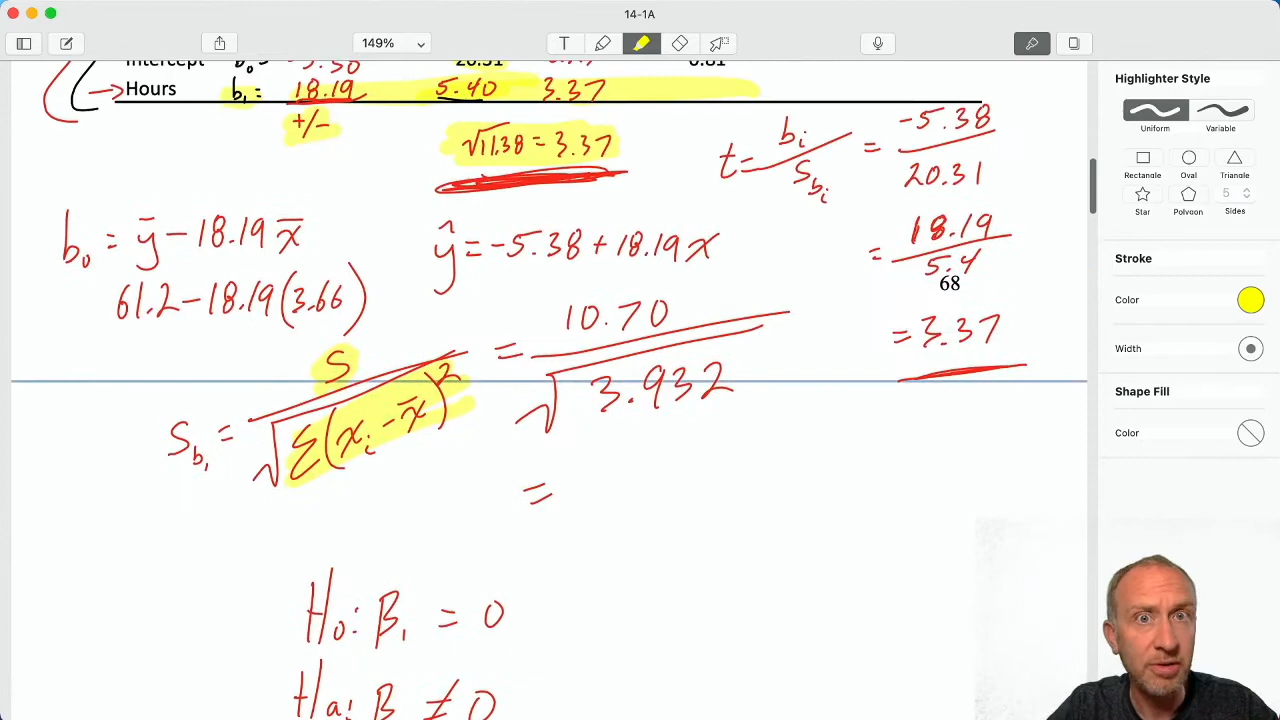 14-1A
149%
T
Hours b₁ = 18.19 5.40 3.37
+/-
√11.38 = 3.37
t = bᵢ / S_bᵢ = -5.38 / 20.31
= 18.19 / 5.4
68
= 3.37
b₀ = ȳ - 18.19 x̄
61.2 - 18.19 (3.66)
ŷ = -5.38 + 18.19x
S_b₁ = S / √Σ(xᵢ - x̄)² = 10.70 / √3.932
=
H₀: β₁ = 0
Ha: β ≠ 0
Highlighter Style
Uniform Variable
Rectangle Oval Triangle
5
Star Polygon Sides
Stroke
Color
Width
Shape Fill
Color